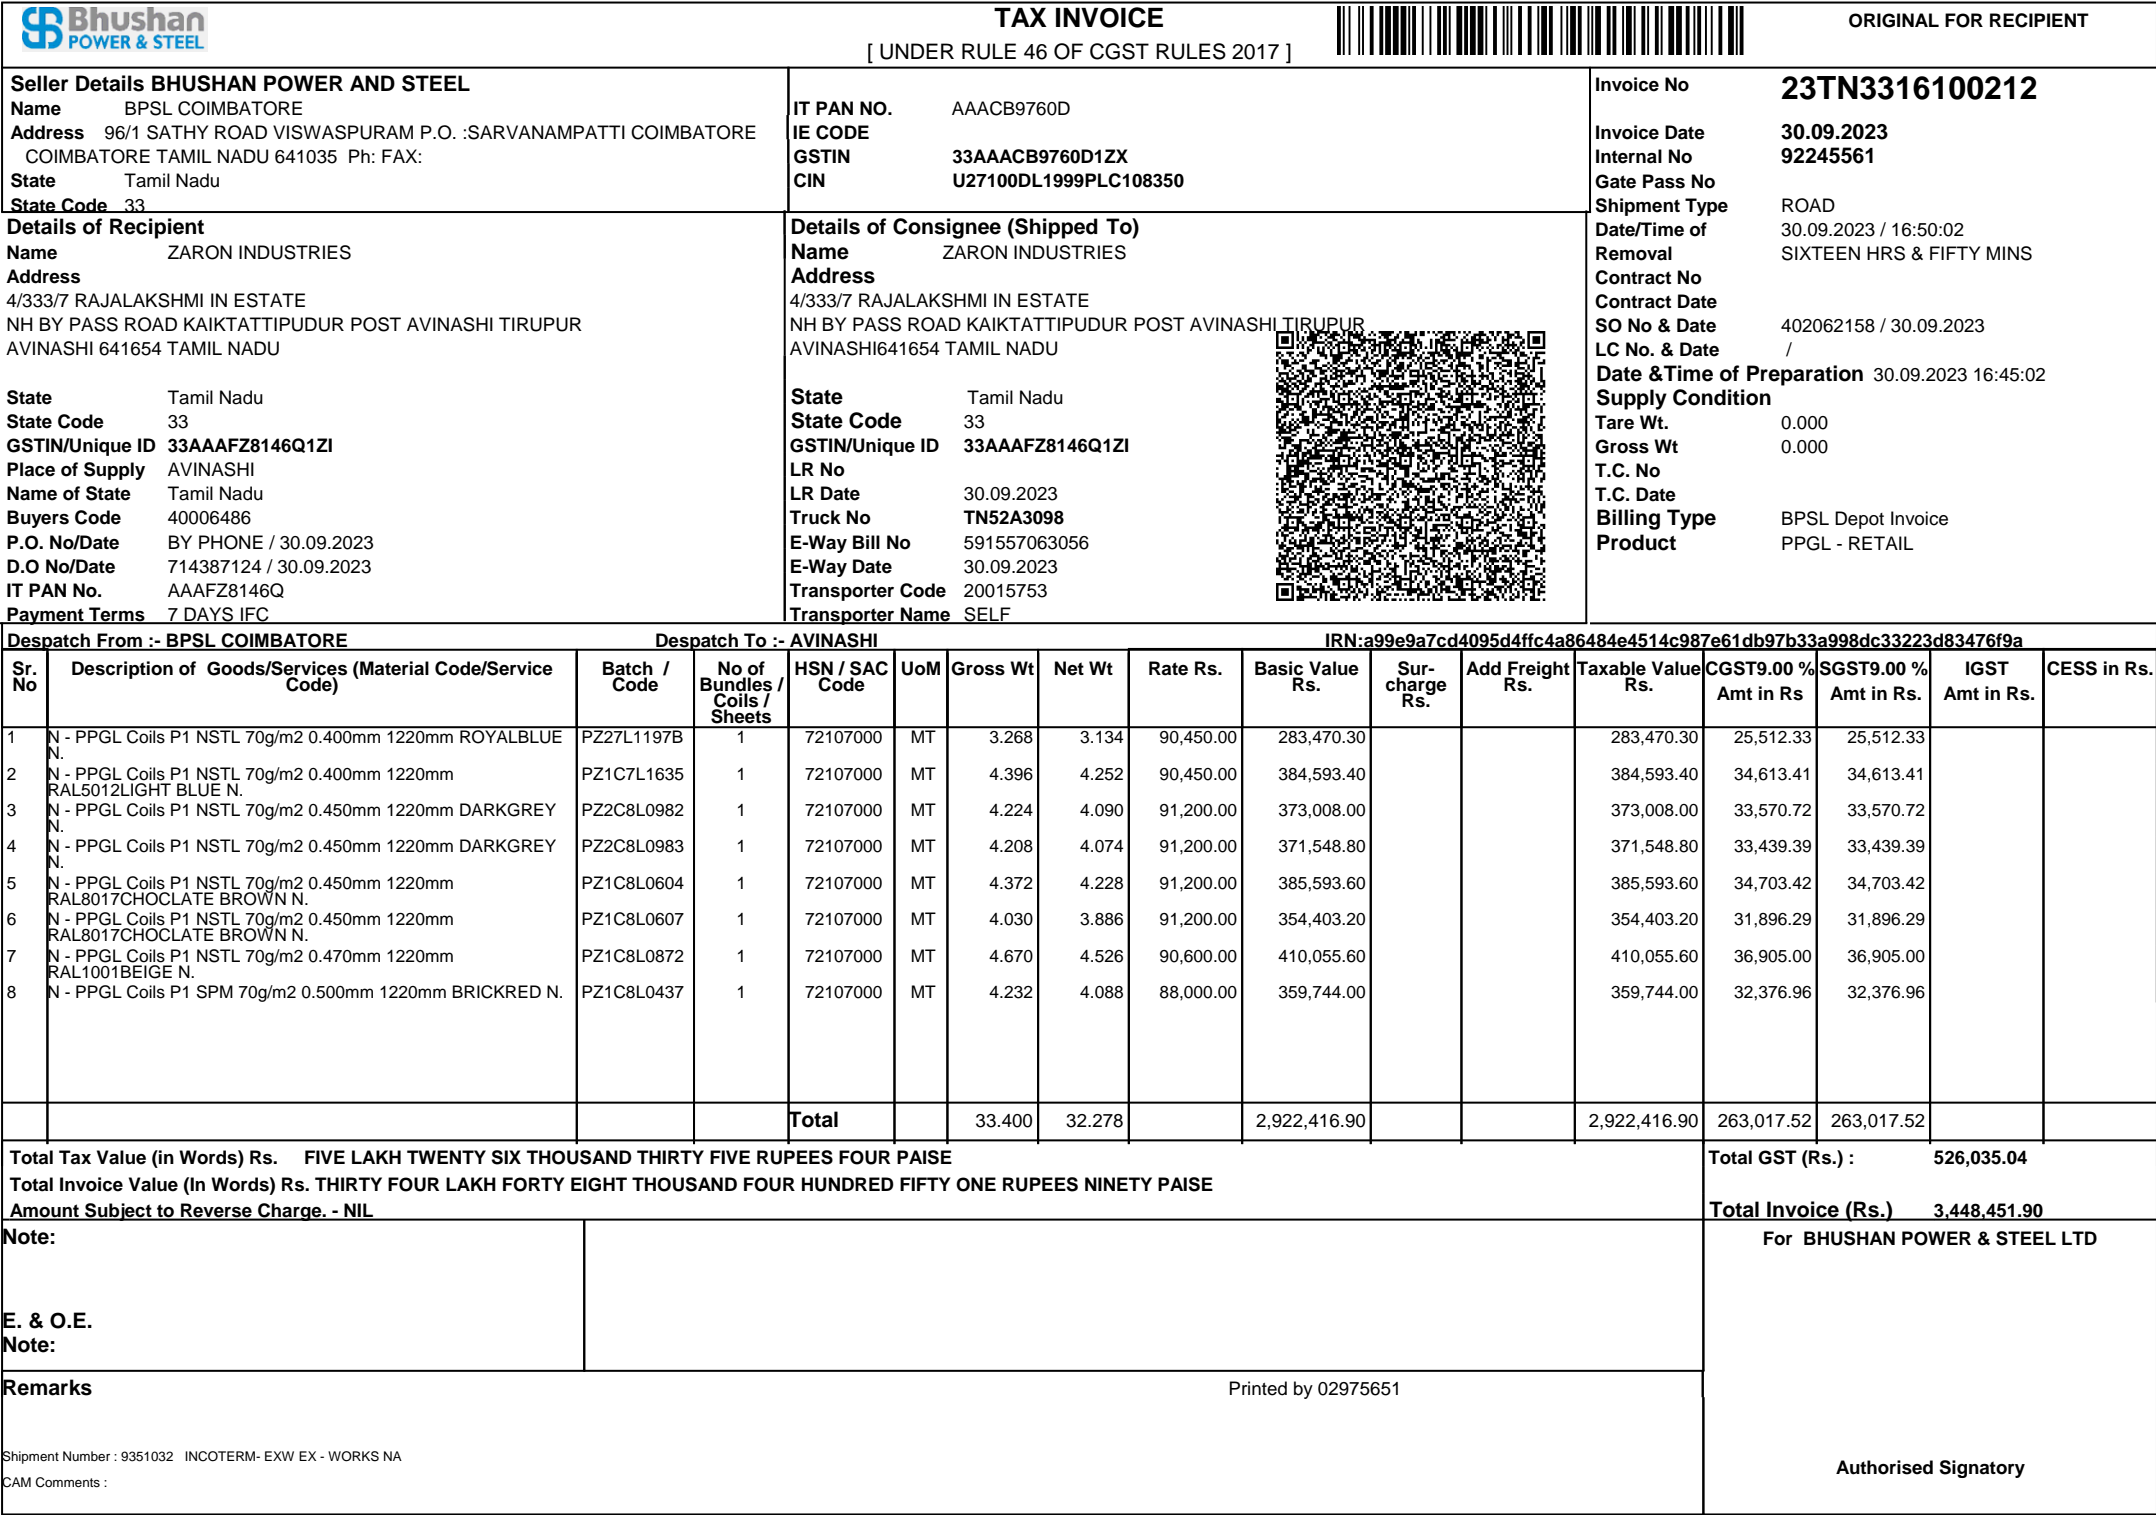 Bhushan
POWER & STEEL
TAX INVOICE
[ UNDER RULE 46 OF CGST RULES 2017 ]
ORIGINAL FOR RECIPIENT
Seller Details BHUSHAN POWER AND STEEL
Name BPSL COIMBATORE
Address 96/1 SATHY ROAD VISWASPURAM P.O. :SARVANAMPATTI COIMBATORE
COIMBATORE TAMIL NADU 641035 Ph: FAX:
State Tamil Nadu
State Code 33
IT PAN NO. AAACB9760D
IE CODE
GSTIN 33AAACB9760D1ZX
CIN U27100DL1999PLC108350
Invoice No 23TN3316100212
Invoice Date 30.09.2023
Internal No 92245561
Gate Pass No
Shipment Type ROAD
Date/Time of 30.09.2023 / 16:50:02
Removal SIXTEEN HRS & FIFTY MINS
Contract No
Contract Date
SO No & Date 402062158 / 30.09.2023
LC No. & Date /
Date &Time of Preparation 30.09.2023 16:45:02
Supply Condition
Tare Wt. 0.000
Gross Wt 0.000
T.C. No
T.C. Date
Billing Type BPSL Depot Invoice
Product PPGL - RETAIL
Details of Recipient
Name ZARON INDUSTRIES
Address
4/333/7 RAJALAKSHMI IN ESTATE
NH BY PASS ROAD KAIKTATTIPUDUR POST AVINASHI TIRUPUR
AVINASHI 641654 TAMIL NADU
State Tamil Nadu
State Code 33
GSTIN/Unique ID 33AAAFZ8146Q1ZI
Place of Supply AVINASHI
Name of State Tamil Nadu
Buyers Code 40006486
P.O. No/Date BY PHONE / 30.09.2023
D.O No/Date 714387124 / 30.09.2023
IT PAN No. AAAFZ8146Q
Payment Terms 7 DAYS IFC
Details of Consignee (Shipped To)
Name ZARON INDUSTRIES
Address
4/333/7 RAJALAKSHMI IN ESTATE
NH BY PASS ROAD KAIKTATTIPUDUR POST AVINASHI TIRUPUR
AVINASHI641654 TAMIL NADU
State Tamil Nadu
State Code 33
GSTIN/Unique ID 33AAAFZ8146Q1ZI
LR No
LR Date 30.09.2023
Truck No TN52A3098
E-Way Bill No 591557063056
E-Way Date 30.09.2023
Transporter Code 20015753
Transporter Name SELF
Despatch From :- BPSL COIMBATORE Despatch To :- AVINASHI IRN:a99e9a7cd4095d4ffc4a86484e4514c987e61db97b33a998dc33223d83476f9a
Sr. No Description of Goods/Services (Material Code/Service Code) Batch / Code No of Bundles / Coils / Sheets HSN / SAC Code UoM Gross Wt Net Wt Rate Rs. Basic Value Rs. Sur-charge Rs. Add Freight Rs. Taxable Value Rs. CGST9.00 % Amt in Rs SGST9.00 % Amt in Rs. IGST Amt in Rs. CESS in Rs.
1 N - PPGL Coils P1 NSTL 70g/m2 0.400mm 1220mm ROYALBLUE N. PZ27L1197B 1 72107000 MT 3.268 3.134 90,450.00 283,470.30 283,470.30 25,512.33 25,512.33
2 N - PPGL Coils P1 NSTL 70g/m2 0.400mm 1220mm RAL5012LIGHT BLUE N. PZ1C7L1635 1 72107000 MT 4.396 4.252 90,450.00 384,593.40 384,593.40 34,613.41 34,613.41
3 N - PPGL Coils P1 NSTL 70g/m2 0.450mm 1220mm DARKGREY N. PZ2C8L0982 1 72107000 MT 4.224 4.090 91,200.00 373,008.00 373,008.00 33,570.72 33,570.72
4 N - PPGL Coils P1 NSTL 70g/m2 0.450mm 1220mm DARKGREY N. PZ2C8L0983 1 72107000 MT 4.208 4.074 91,200.00 371,548.80 371,548.80 33,439.39 33,439.39
5 N - PPGL Coils P1 NSTL 70g/m2 0.450mm 1220mm RAL8017CHOCLATE BROWN N. PZ1C8L0604 1 72107000 MT 4.372 4.228 91,200.00 385,593.60 385,593.60 34,703.42 34,703.42
6 N - PPGL Coils P1 NSTL 70g/m2 0.450mm 1220mm RAL8017CHOCLATE BROWN N. PZ1C8L0607 1 72107000 MT 4.030 3.886 91,200.00 354,403.20 354,403.20 31,896.29 31,896.29
7 N - PPGL Coils P1 NSTL 70g/m2 0.470mm 1220mm RAL1001BEIGE N. PZ1C8L0872 1 72107000 MT 4.670 4.526 90,600.00 410,055.60 410,055.60 36,905.00 36,905.00
8 N - PPGL Coils P1 SPM 70g/m2 0.500mm 1220mm BRICKRED N. PZ1C8L0437 1 72107000 MT 4.232 4.088 88,000.00 359,744.00 359,744.00 32,376.96 32,376.96
Total 33.400 32.278 2,922,416.90 2,922,416.90 263,017.52 263,017.52
Total Tax Value (in Words) Rs. FIVE LAKH TWENTY SIX THOUSAND THIRTY FIVE RUPEES FOUR PAISE
Total GST (Rs.) : 526,035.04
Total Invoice Value (In Words) Rs. THIRTY FOUR LAKH FORTY EIGHT THOUSAND FOUR HUNDRED FIFTY ONE RUPEES NINETY PAISE
Amount Subject to Reverse Charge. - NIL
Total Invoice (Rs.) 3,448,451.90
Note:
For BHUSHAN POWER & STEEL LTD
E. & O.E.
Note:
Remarks
Printed by 02975651
Shipment Number : 9351032 INCOTERM- EXW EX - WORKS NA
Authorised Signatory
CAM Comments :